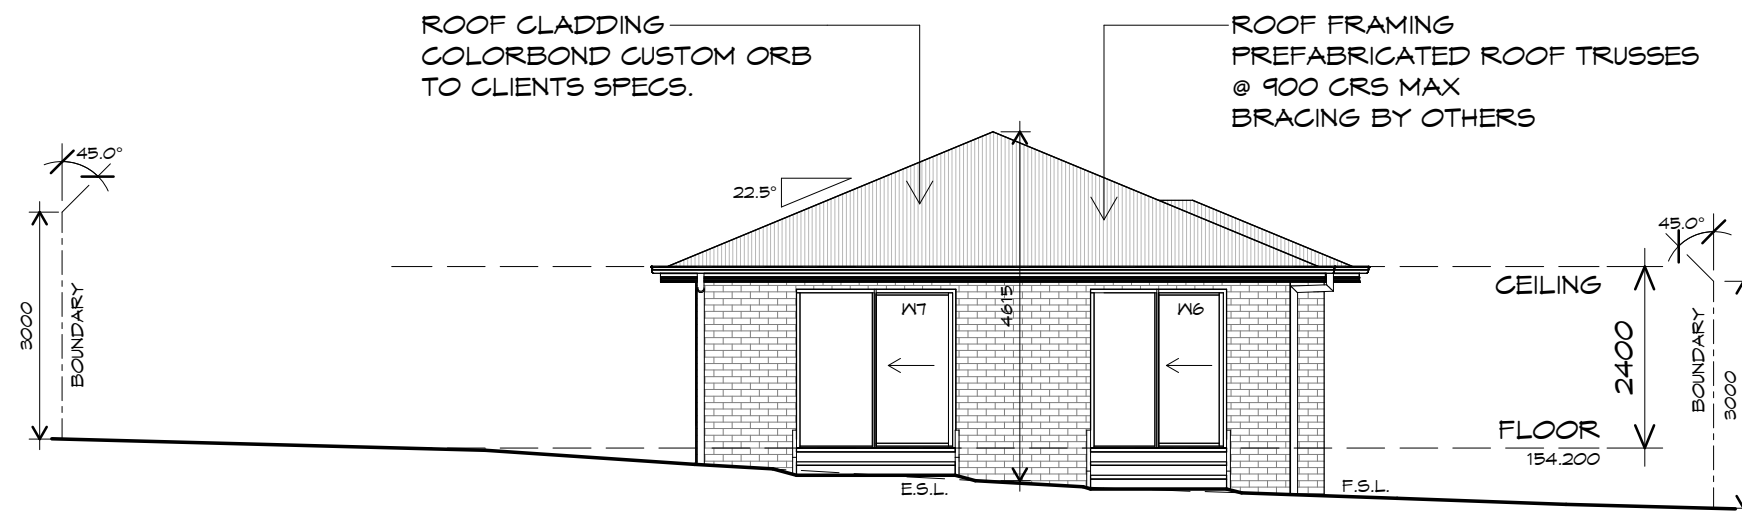 ROOF CLADDING
COLORBOND CUSTOM ORB
TO CLIENTS SPECS.
ROOF FRAMING
PREFABRICATED ROOF TRUSSES
@ 900 CRS MAX
BRACING BY OTHERS
45.0°
22.5°
45.0°
3000
BOUNDARY
W7
4615
W6
CEILING
2400
BOUNDARY
3000
FLOOR
154.200
E.S.L.
F.S.L.